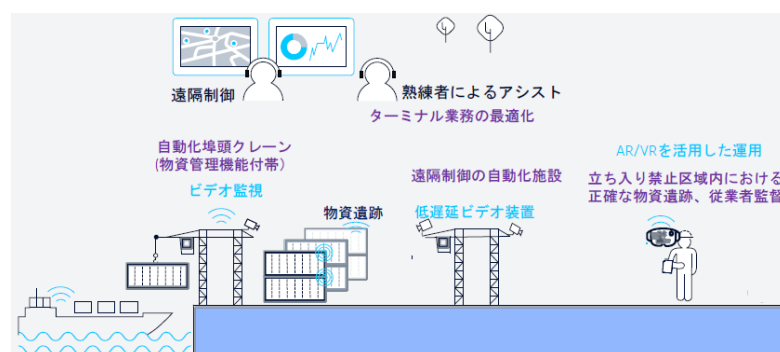 遠隔制御
熟練者によるアシスト
ターミナル業務の最適化
自動化埠頭クレーン
(物資管理機能付帯)
ビデオ監視
物資遺跡
遠隔制御の自動化施設
低遅延ビデオ装置
AR/VRを活用した運用
立ち入り禁止区域内における
正確な物資遺跡、従業者監督